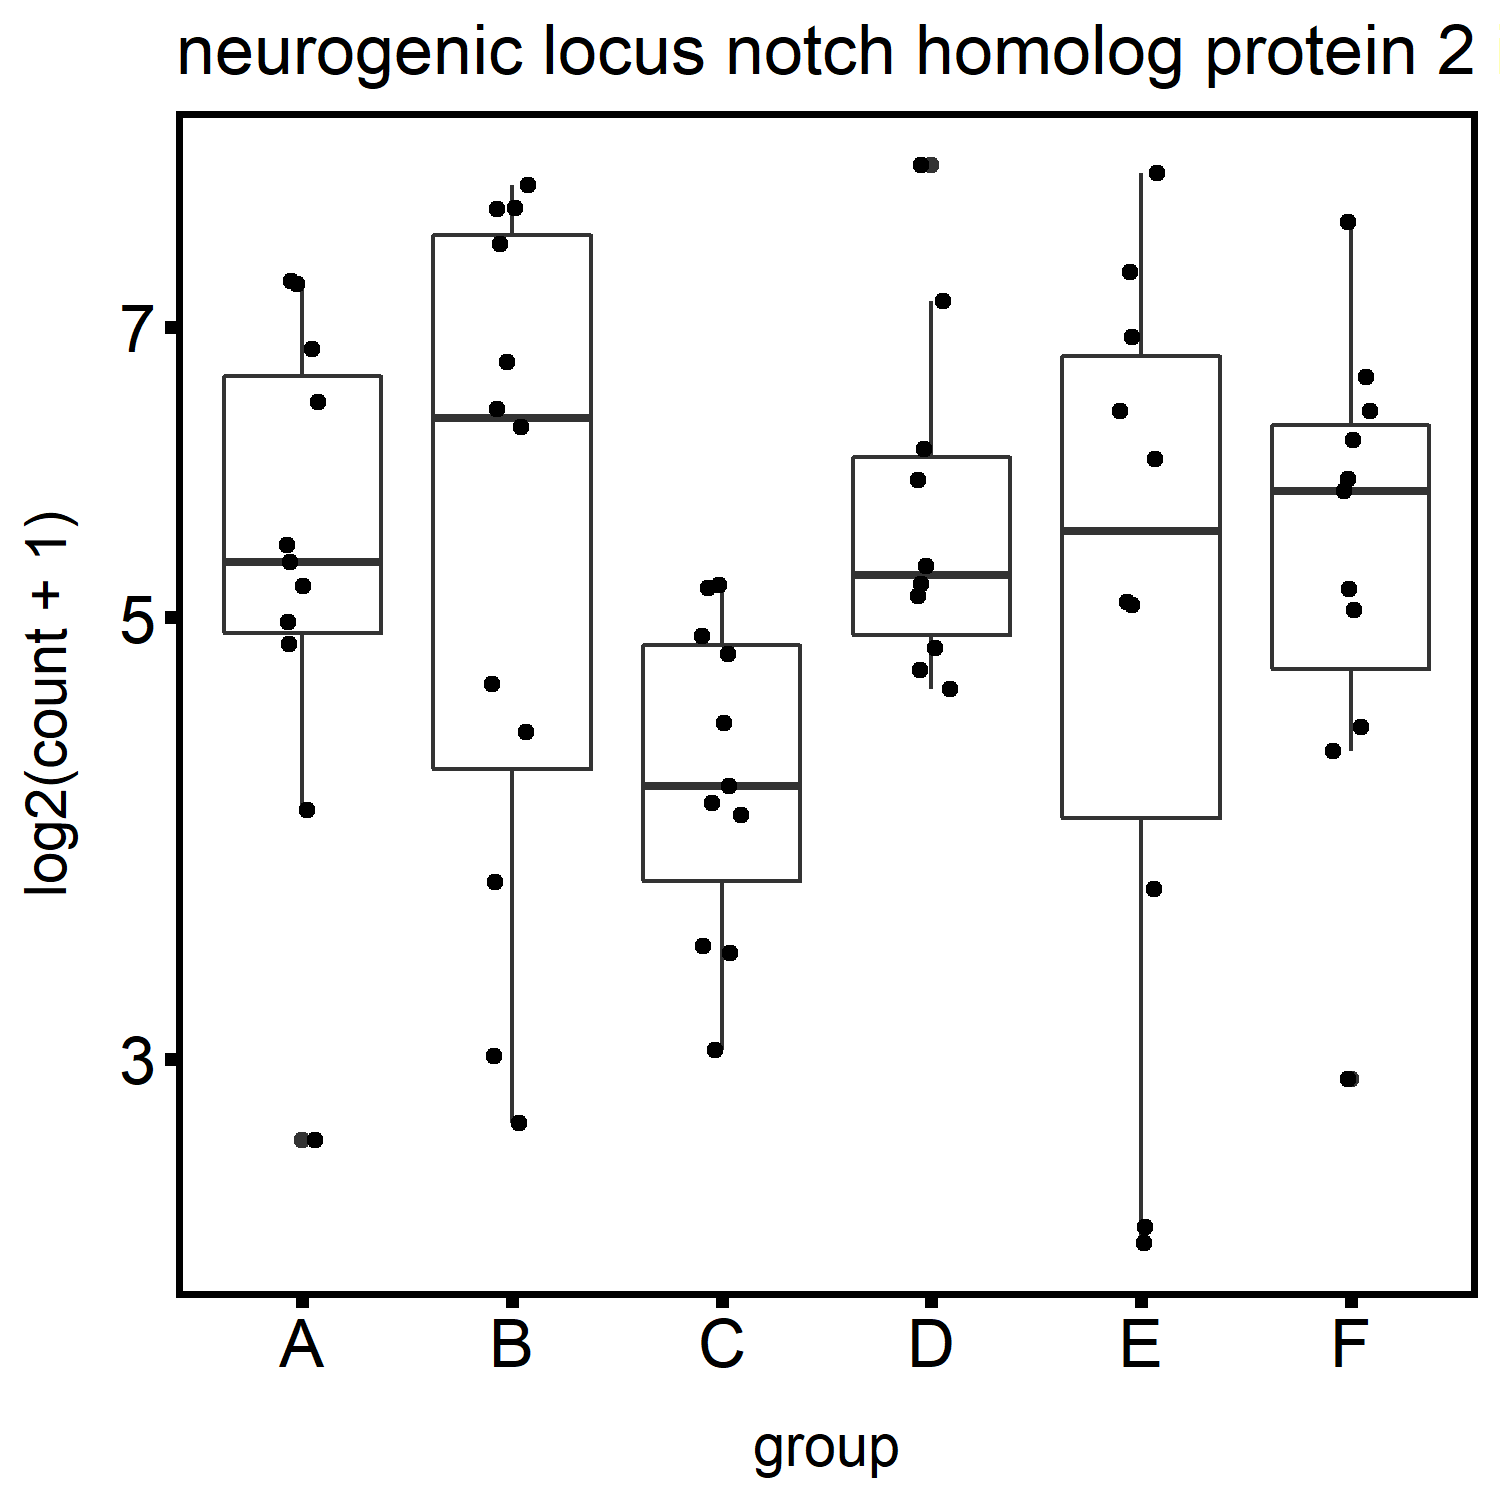 neurogenic locus notch homolog protein 2
7
5
3
log2(count + 1)
A B C D E F
group